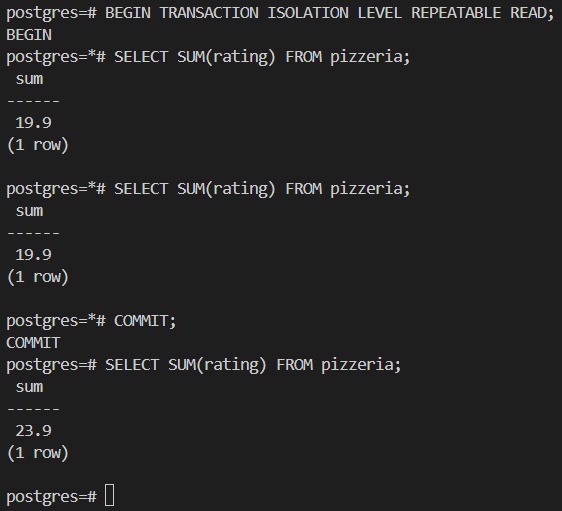 postgres=# BEGIN TRANSACTION ISOLATION LEVEL REPEATABLE READ;
BEGIN
postgres=*# SELECT SUM(rating) FROM pizzeria;
 sum
------
 19.9
(1 row)

postgres=*# SELECT SUM(rating) FROM pizzeria;
 sum
------
 19.9
(1 row)

postgres=*# COMMIT;
COMMIT
postgres=# SELECT SUM(rating) FROM pizzeria;
 sum
------
 23.9
(1 row)

postgres=#